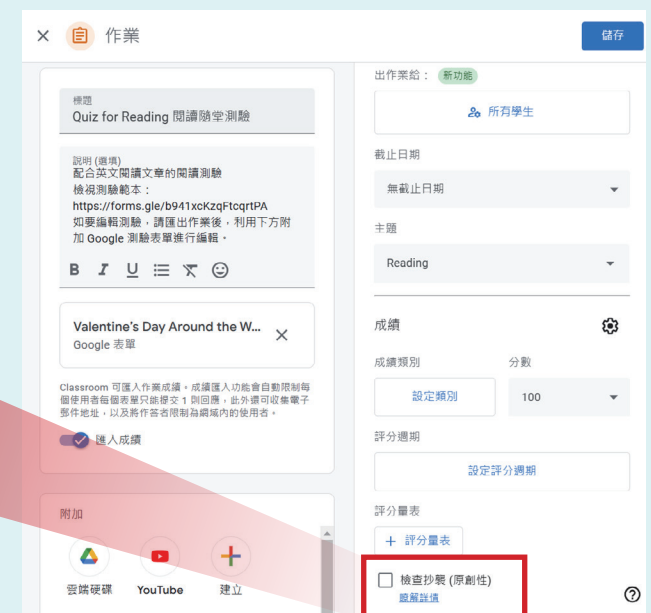 作業
儲存
標題
Quiz for Reading 閱讀隨堂測驗
說明 (選填)
配合英文閱讀文章的閱讀測驗
檢視測驗範本：
https://forms.gle/b941xcKzqFtcqrtPA
如要編輯測驗，請匯出作業後，利用下方附
加 Google 測驗表單進行編輯。
B I U
Valentine's Day Around the W...
Google 表單
Classroom 可匯入作業成績。成績匯入功能會自動限制每
個使用者每個表單只能提交 1 則回應，此外還可收集電子
郵件地址，以及將作答者限制為網域內的使用者。
匯入成績
附加
雲端硬碟
YouTube
建立
出作業給： 新功能
所有學生
截止日期
無截止日期
主題
Reading
成績
成績類別 分數
設定類別 100
評分週期
設定評分週期
評分量表
+ 評分量表
檢查抄襲 (原創性)
瞭解詳情